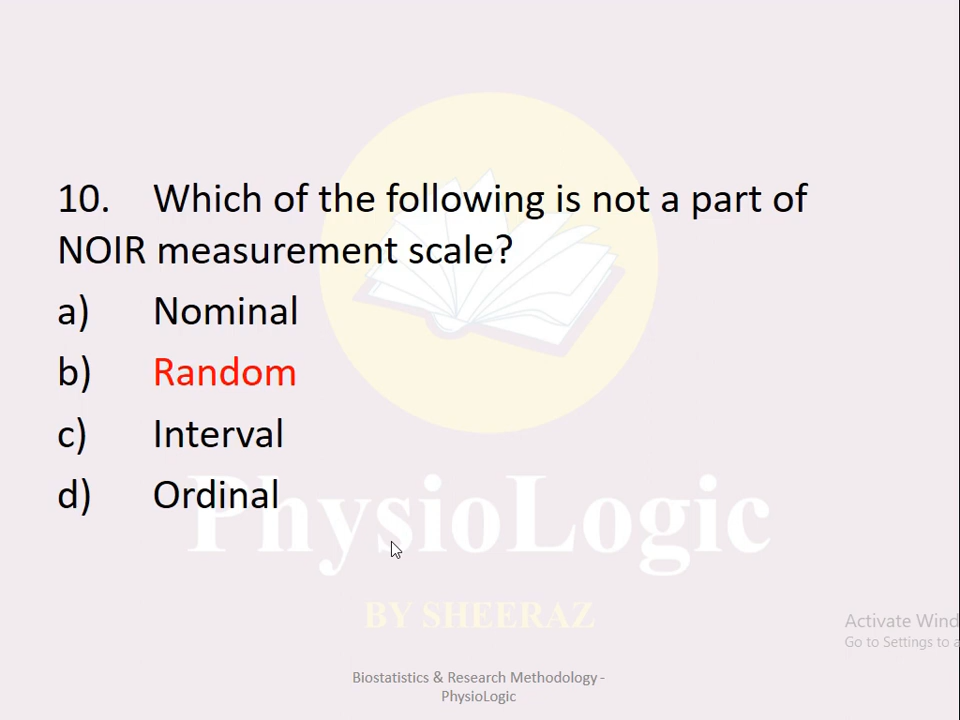 10. Which of the following is not a part of
NOIR measurement scale?
a) Nominal
b) Random
c) Interval
d) Ordinal
PhysioLogic
BY SHEERAZ
Activate Wind
Go to Settings to a
Biostatistics & Research Methodology -
PhysioLogic